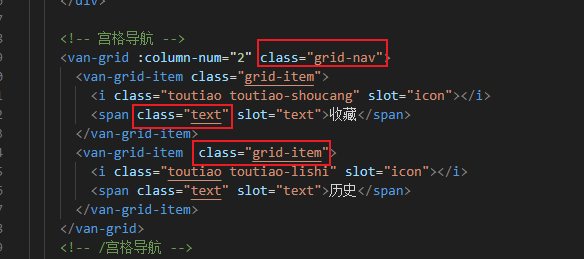 </div>
<!-- 宫格导航 -->
<van-grid :column-num="2" class="grid-nav">
<van-grid-item class="grid-item">
<i class="toutiao toutiao-shoucang" slot="icon"></i>
<span class="text" slot="text">收藏</span>
</van-grid-item>
<van-grid-item class="grid-item">
<i class="toutiao toutiao-lishi" slot="icon"></i>
<span class="text" slot="text">历史</span>
</van-grid-item>
</van-grid>
<!-- /宫格导航 -->